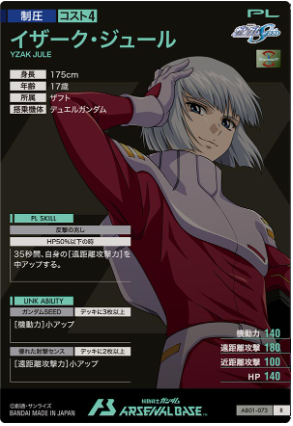 制圧 コスト4
PL
イザーク・ジュール
YZAK JULE
身長 175cm
年齢 17歳
所属 ザフト
搭乗機体 デュエルガンダム
PL SKILL
反撃の兆し
HP50%以下の時
35秒間、自身の[遠距離攻撃力]を
中アップする。
LINK ABILITY
ガンダムSEED デッキに3枚以上
[機動力]小アップ
優れた射撃センス デッキに2枚以上
[遠距離攻撃力]小アップ
機動力 140
遠距離攻撃 180
近距離攻撃 100
HP 140
©創通・サンライズ
BANDAI MADE IN JAPAN
機動戦士ガンダム
ARSENAL BASE
AB01-073